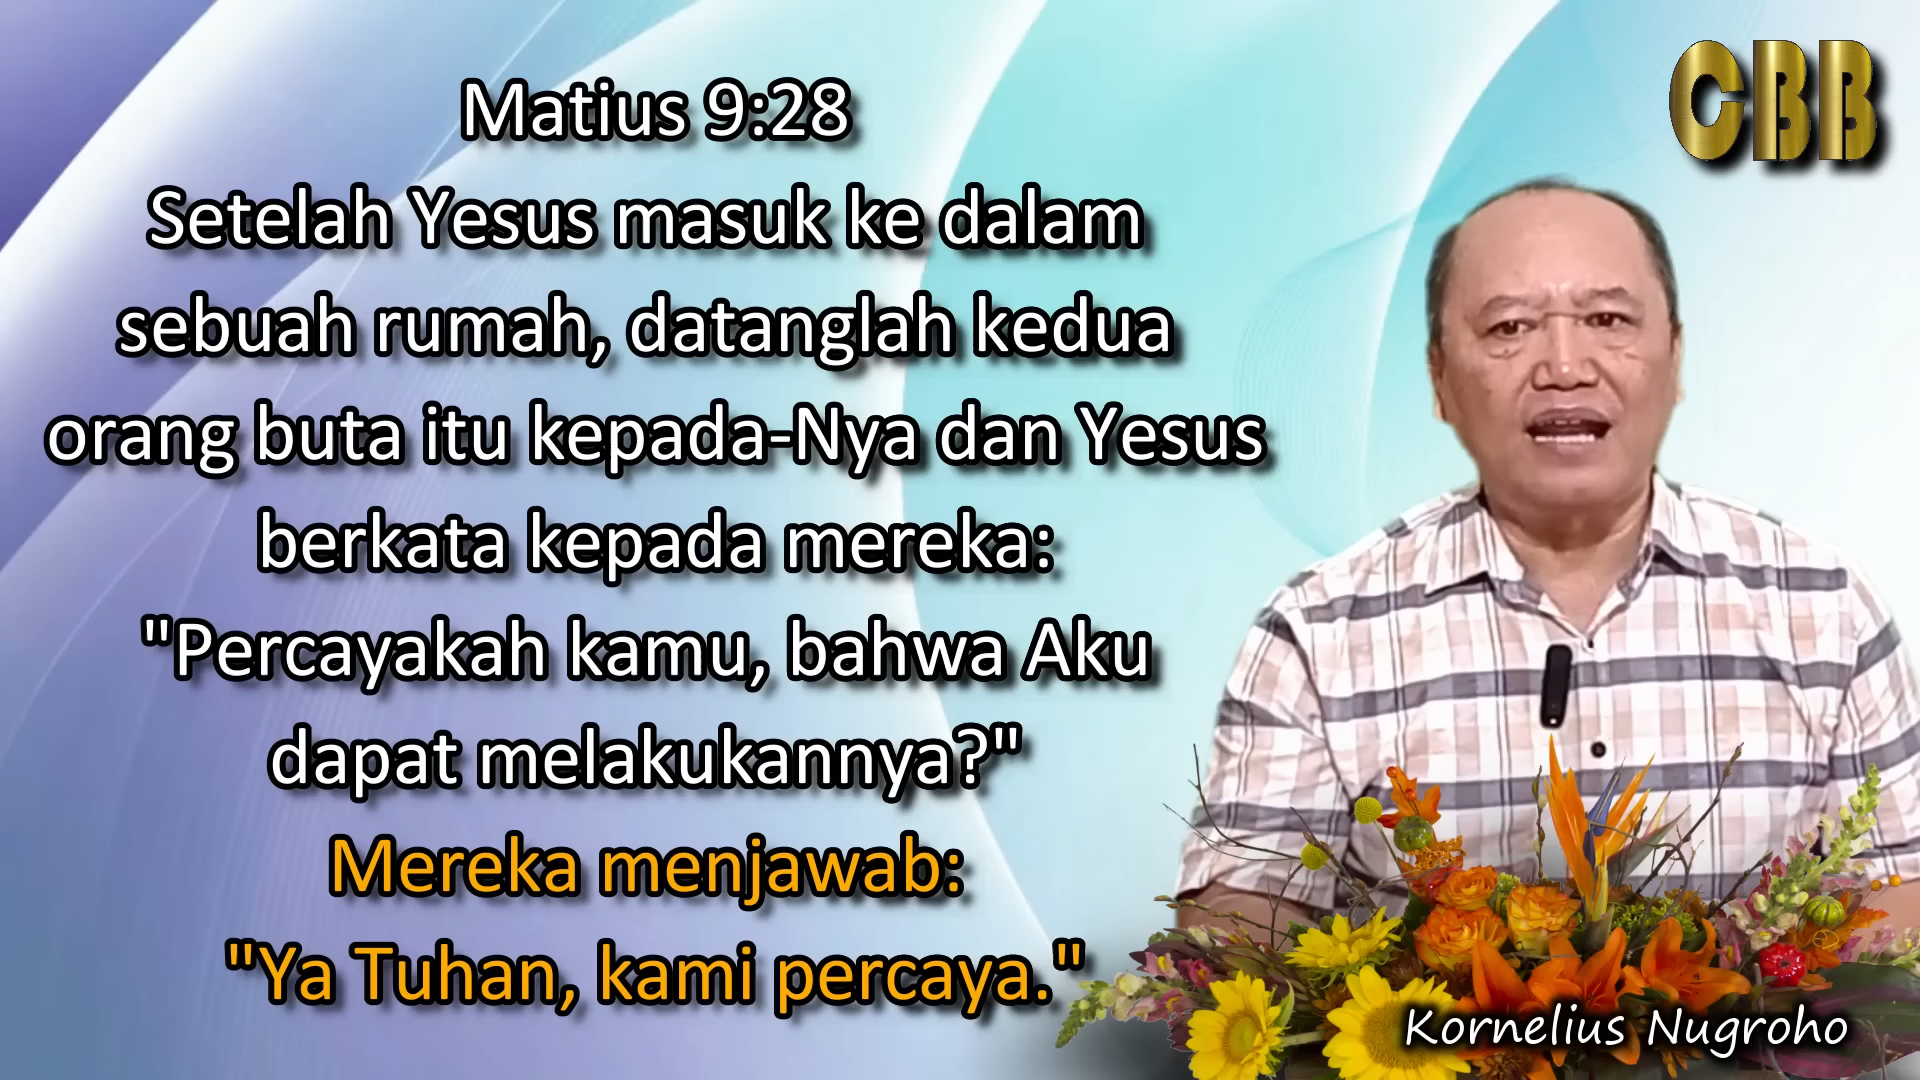 CBB
Matius 9:28
Setelah Yesus masuk ke dalam
sebuah rumah, datanglah kedua
orang buta itu kepada-Nya dan Yesus
berkata kepada mereka:
"Percayakah kamu, bahwa Aku
dapat melakukannya?"
Mereka menjawab:
"Ya Tuhan, kami percaya."
Kornelius Nugroho